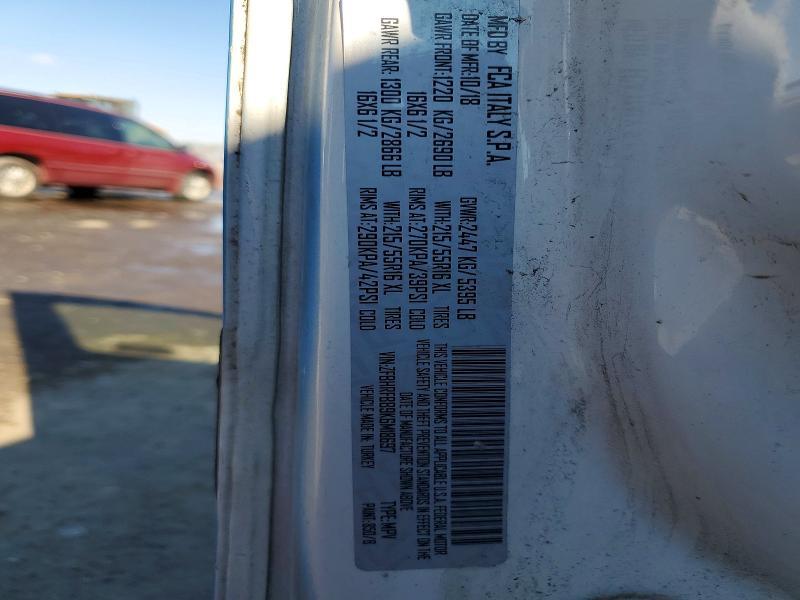 MFD BY FCA ITALY S.P.A.
DATE OF MFR:10/18 GVWR:2447 KG/5395 LB
GAWR FRONT:1220 KG/2690 LB WITH:215/55R16 XL TIRES
16X6 1/2 RIMS AT:270KPA/39PSI COLD
GAWR REAR:1300 KG/2866 LB WITH:215/55R16 XL TIRES
16X6 1/2 RIMS AT:290KPA/42PSI COLD
THIS VEHICLE CONFORMS TO ALL APPLICABLE U.S.A. FEDERAL MOTOR
VEHICLE SAFETY AND THEFT PREVENTION STANDARDS IN EFFECT ON THE
DATE OF MANUFACTURE SHOWN ABOVE
TYPE:MPV
VEHICLE MADE IN: TURKEY PAINT: